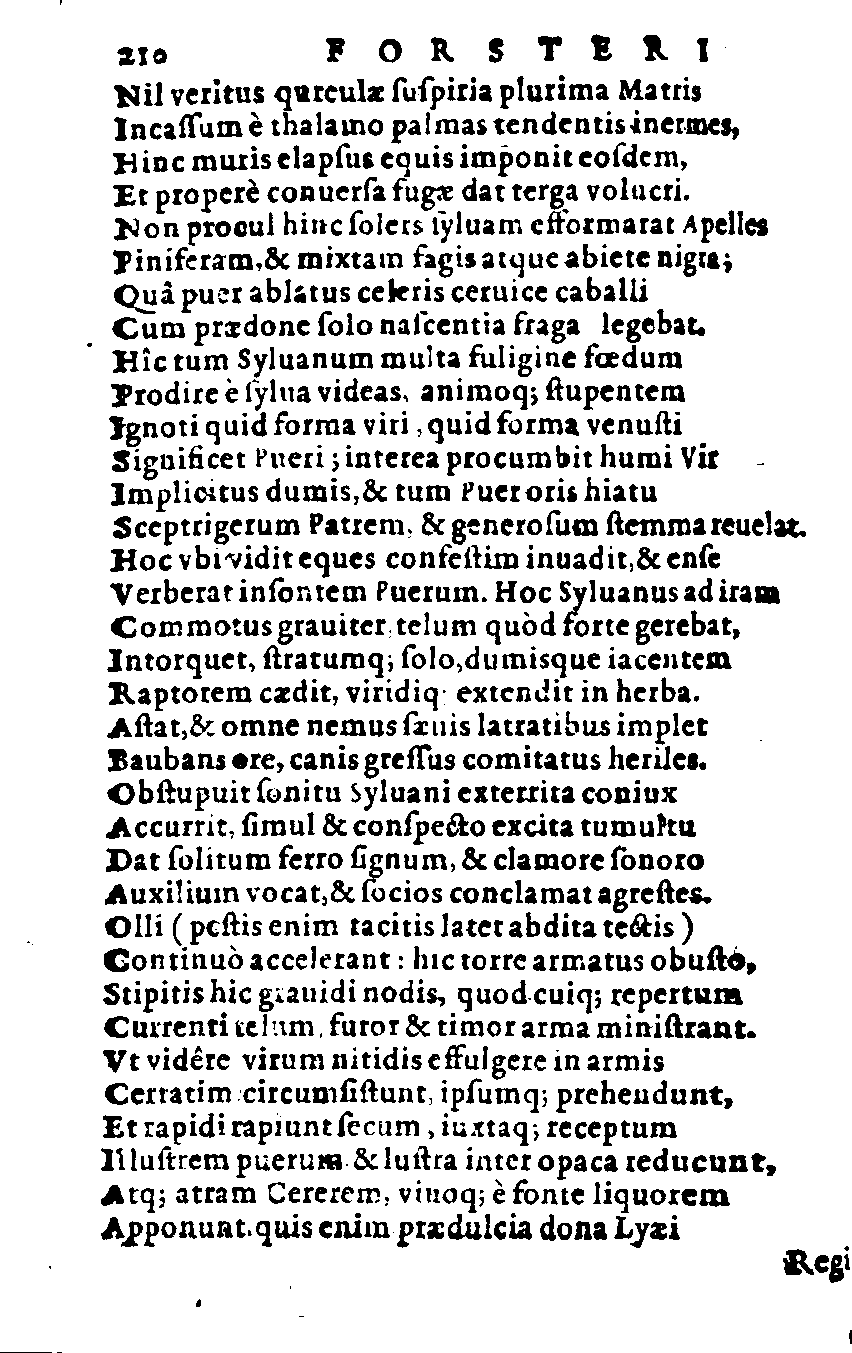 210 FORSTERI
Nil veritus quærculæ ſuſpiria plurima Matris
Incaſſum è thalamo palmas tendentis inermes,
Hinc muris elapſus equis imponit eoſdem,
Et properè conuerſa fugæ dat terga volucri.
Non procul hinc ſolers ſyluam efformarat Apelles
Piniferam,& mixtam fagis atque abiete nigra;
Quâ puer ablatus celeris ceruice caballi
Cum prædone ſolo naſcentia fraga legebat.
Hîc tum Syluanum multa fuligine fœdum
Prodire è ſylua videas, animoq; ſtupentem
Ignoti quid forma viri, quid forma venuſti
Significet Pueri; interea procumbit humi Vir
Implicitus dumis,& tum Puer oris hiatu
Sceptrigerum Patrem, & generoſum ſtemma reuelat.
Hoc vbi vidit eques confeſtim inuadit,& enſe
Verberat inſontem Puerum. Hoc Syluanus ad iram
Commotus grauiter, telum quòd forte gerebat,
Intorquet, ſtratumq; ſolo, dumisque iacentem
Raptorem cædit, viridiq; extendit in herba.
Aſtat,& omne nemus ſæuis latratibus implet
Baubans ore, canis greſſus comitatus heriles.
Obſtupuit ſonitu Syluani exterrita coniux
Accurrit, ſimul & conſpecto excita tumultu
Dat ſolitum ferro ſignum, & clamore ſonoro
Auxilium vocat,& ſocios conclamat agreſtes.
Olli (peſtis enim tacitis latet abdita tectis)
Continuò accelerant: hic torre armatus obuſto,
Stipitis hic grauidi nodis, quod cuiq; repertum
Currenti telum, furor & timor arma miniſtrant.
Vt vidêre virum nitidis effulgere in armis
Certatim circumſiſtunt, ipſumq; prehendunt,
Et rapidi rapiunt ſecum, iuxtaq; receptum
Illuſtrem puerum & luſtra inter opaca reducunt,
Atq; atram Cererem, viuoq; è fonte liquorem
Apponunt. quis enim prædulcia dona Lyæi
Regi